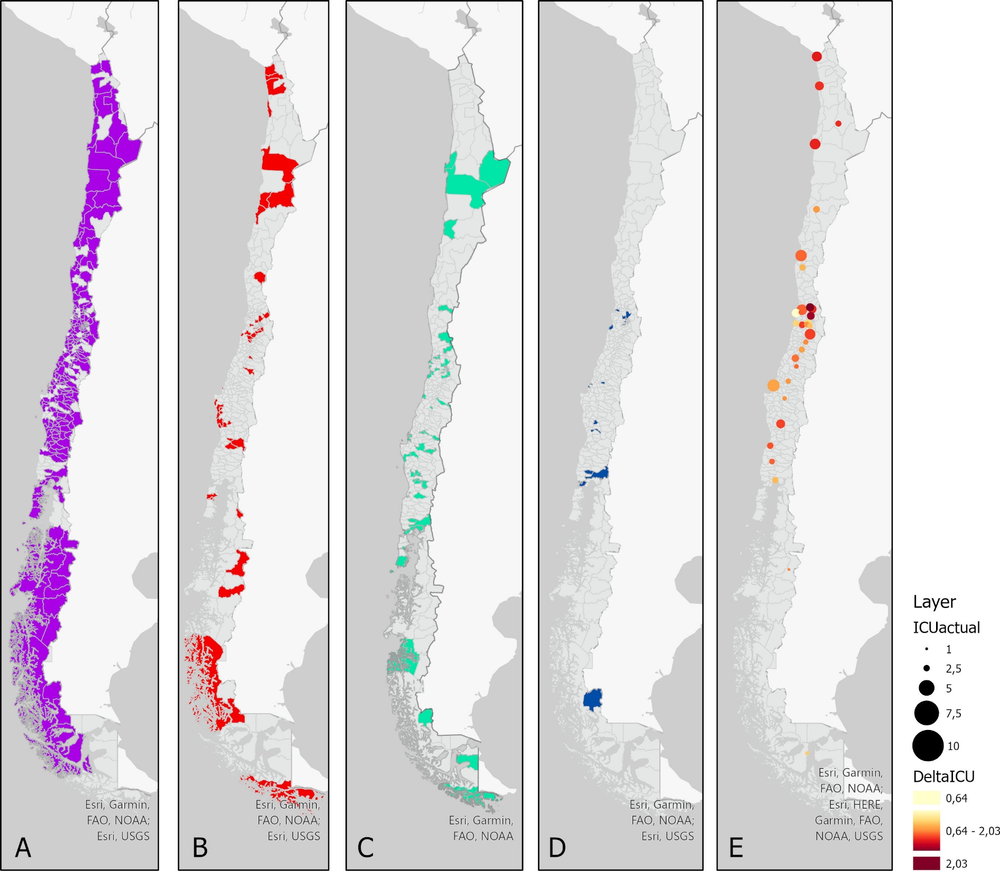 Esri, Garmin,
FAO, NOAA;
Esri, USGS
A
Esri, Garmin,
FAO, NOAA;
Esri, USGS
B
Esri, Garmin,
FAO, NOAA
C
Esri, Garmin,
FAO, NOAA;
Esri, USGS
D
Esri, Garmin,
FAO, NOAA;
Esri, HERE,
Garmin, FAO,
NOAA, USGS
E
Layer
ICUactual
1
2,5
5
7,5
10
DeltaICU
0,64
0,64 - 2,03
2,03